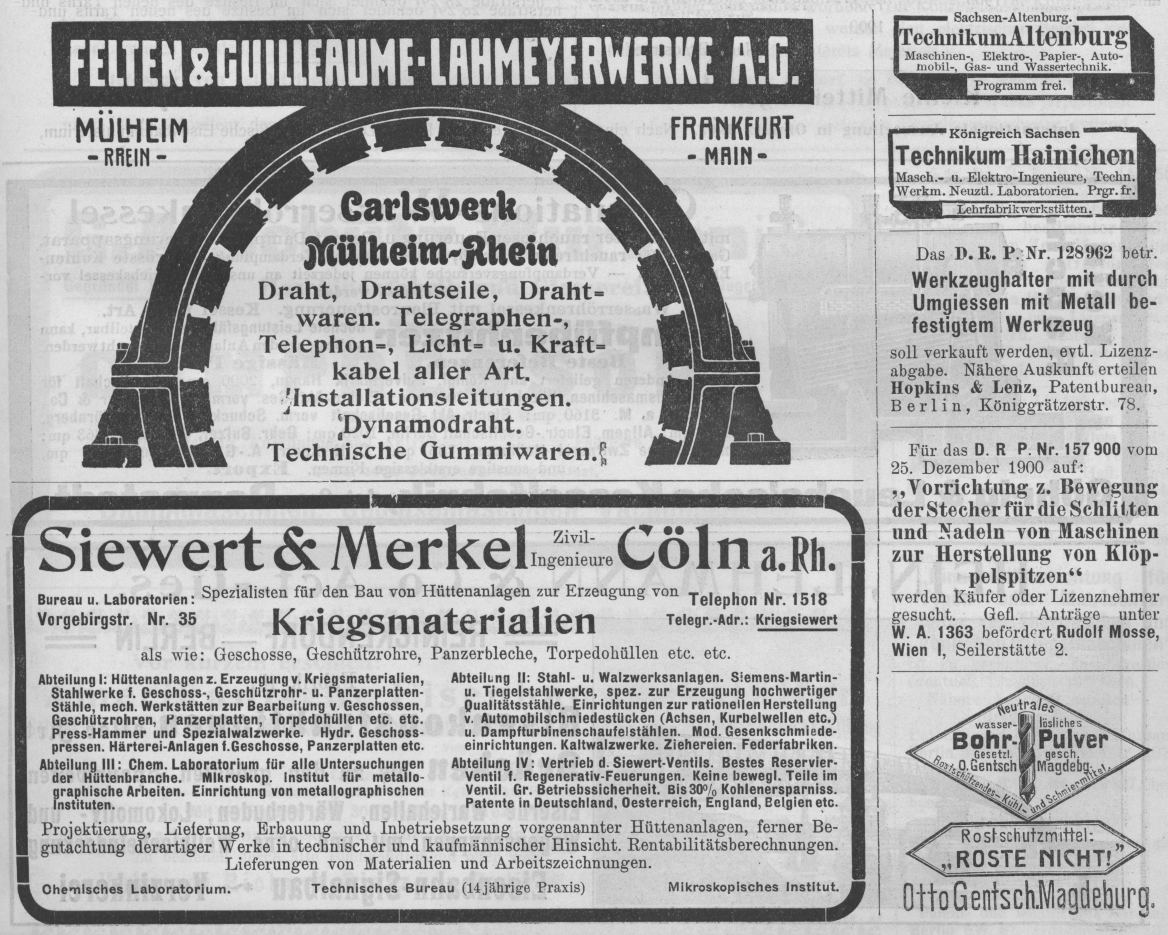 FELTEN & GUILLEAUME-LAHMEYERWERKE A:G.
MÜLHEIM
- RHEIN -
FRANKFURT
- MAIN -
Carlswerk
Mülheim-Rhein
Draht, Drahtseile, Draht=
waren. Telegraphen-,
Telephon-, Licht- u. Kraft-
kabel aller Art.
Installationsleitungen.
Dynamodraht.
Technische Gummiwaren.
Siewert & Merkel Zivil-Ingenieure Cöln a. Rh.
Bureau u. Laboratorien:
Vorgebirgstr. Nr. 35
Spezialisten für den Bau von Hüttenanlagen zur Erzeugung von
Kriegsmaterialien
Telephon Nr. 1518
Telegr.-Adr.: Kriegsiewert
als wie: Geschosse, Geschützrohre, Panzerbleche, Torpedohüllen etc. etc.
Abteilung I: Hüttenanlagen z. Erzeugung v. Kriegsmaterialien,
Stahlwerke f. Geschoss-, Geschützrohr- u. Panzerplatten-
Stähle, mech. Werkstätten zur Bearbeitung v. Geschossen,
Geschützrohren, Panzerplatten, Torpedohüllen etc. etc.
Press-Hammer und Spezialwalzwerke. Hydr. Geschoss-
pressen. Härterei-Anlagen f. Geschosse, Panzerplatten etc.
Abteilung III: Chem. Laboratorium für alle Untersuchungen
der Hüttenbranche. Mikroskop. Institut für metallo-
graphische Arbeiten. Einrichtung von metallographischen
Instituten.
Abteilung II: Stahl- u. Walzwerksanlagen. Siemens-Martin-
u. Tiegelstahlwerke, spez. zur Erzeugung hochwertiger
Qualitätsstähle. Einrichtungen zur rationellen Herstellung
v. Automobilschmiedestücken (Achsen, Kurbelwellen etc.)
u. Dampfturbinenschaufelstählen. Mod. Gesenkschmiede-
einrichtungen. Kaltwalzwerke. Ziehereien. Federfabriken.
Abteilung IV: Vertrieb d. Siewert-Ventils. Bestes Reservier-
Ventil f. Regenerativ-Feuerungen. Keine bewegl. Teile im
Ventil. Gr. Betriebssicherheit. Bis 30% Kohlenersparniss.
Patente in Deutschland, Oesterreich, England, Belgien etc.
Projektierung, Lieferung, Erbauung und Inbetriebsetzung vorgenannter Hüttenanlagen, ferner Be-
gutachtung derartiger Werke in technischer und kaufmännischer Hinsicht. Rentabilitätsberechnungen.
Lieferungen von Materialien und Arbeitszeichnungen.
Chemisches Laboratorium. Technisches Bureau (14 jährige Praxis) Mikroskopisches Institut.
Sachsen-Altenburg.
Technikum Altenburg
Maschinen-, Elektro-, Papier-, Auto-
mobil-, Gas- und Wassertechnik.
Programm frei.
Königreich Sachsen
Technikum Hainichen
Masch.- u. Elektro-Ingenieure, Techn.
Werkm. Neuztl. Laboratorien. Prgr. fr.
Lehrfabrikwerkstätten.
Das D. R. P. Nr. 128962 betr.
Werkzeughalter mit durch
Umgiessen mit Metall be-
festigtem Werkzeug
soll verkauft werden, evtl. Lizenz-
abgabe. Nähere Auskunft erteilen
Hopkins & Lenz, Patentbureau,
Berlin, Königgrätzerstr. 78.
Für das D. R P. Nr. 157 900 vom
25. Dezember 1900 auf:
„Vorrichtung z. Bewegung
der Stecher für die Schlitten
und Nadeln von Maschinen
zur Herstellung von Klöp-
pelspitzen“
werden Käufer oder Lizenznehmer
gesucht. Gefl. Anträge unter
W. A. 1363 befördert Rudolf Mosse,
Wien I, Seilerstätte 2.
Neutrales
wasser- lösliches
Bohr- Pulver
Gesetzl. gesch.
O. Gentsch Magdebg.
Rostschützendes- Kühl- und Schmiermittel.
Rostschutzmittel:
„ROSTE NICHT!“
Otto Gentsch. Magdeburg.